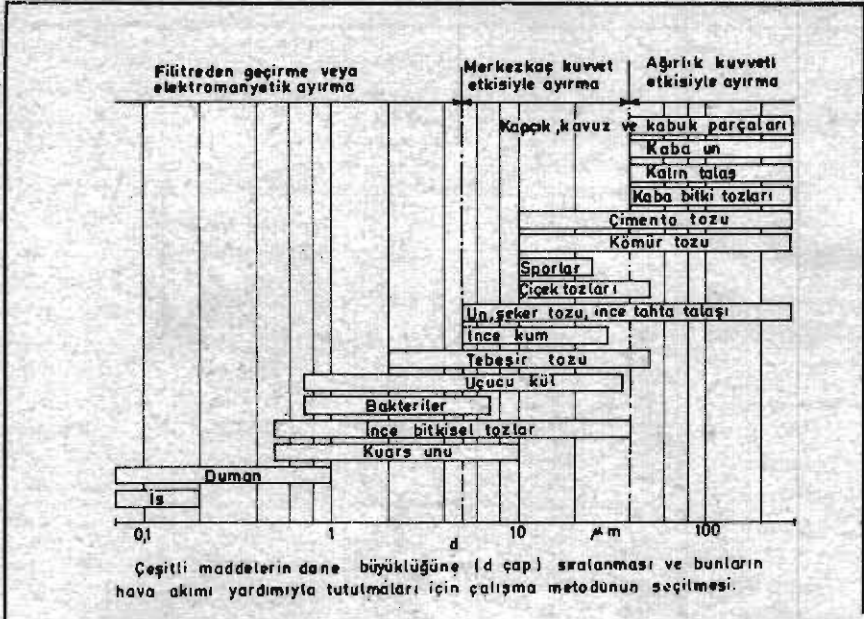 Filitreden geçirme veya
elektromanyetik ayırma
Merkezkaç kuvvet
etkisiyle ayırma
Ağırlık kuvveti
etkisiyle ayırma
Kapçık, kavuz ve kabuk parçaları
Kaba un
Kalın talaş
Kaba bitki tozları
Çimento tozu
Kömür tozu
Sporlar
Çiçek tozları
Un, şeker tozu, ince tahta talaşı
İnce kum
Tebeşir tozu
Uçucu kül
Bakteriler
İnce bitkisel tozlar
Kuars unu
Duman
İs
0,1 1 10 µm 100
d
Çeşitli maddelerin dane büyüklüğüne (d çap) sıralanması ve bunların
hava akımı yardımıyla tutulmaları için çalışma metodunun seçilmesi.